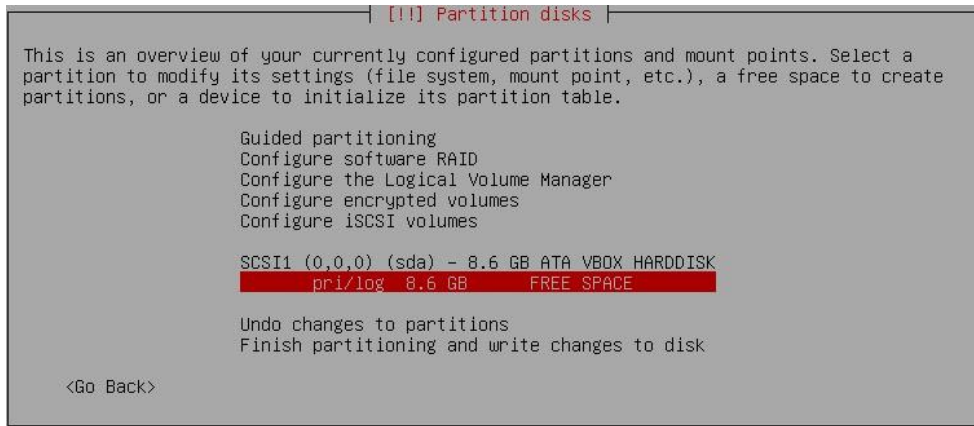 [!!] Partition disks
This is an overview of your currently configured partitions and mount points. Select a
partition to modify its settings (file system, mount point, etc.), a free space to create
partitions, or a device to initialize its partition table.
Guided partitioning
Configure software RAID
Configure the Logical Volume Manager
Configure encrypted volumes
Configure iSCSI volumes
SCSI1 (0,0,0) (sda) - 8.6 GB ATA VBOX HARDDISK
pri/log 8.6 GB FREE SPACE
Undo changes to partitions
Finish partitioning and write changes to disk
<Go Back>